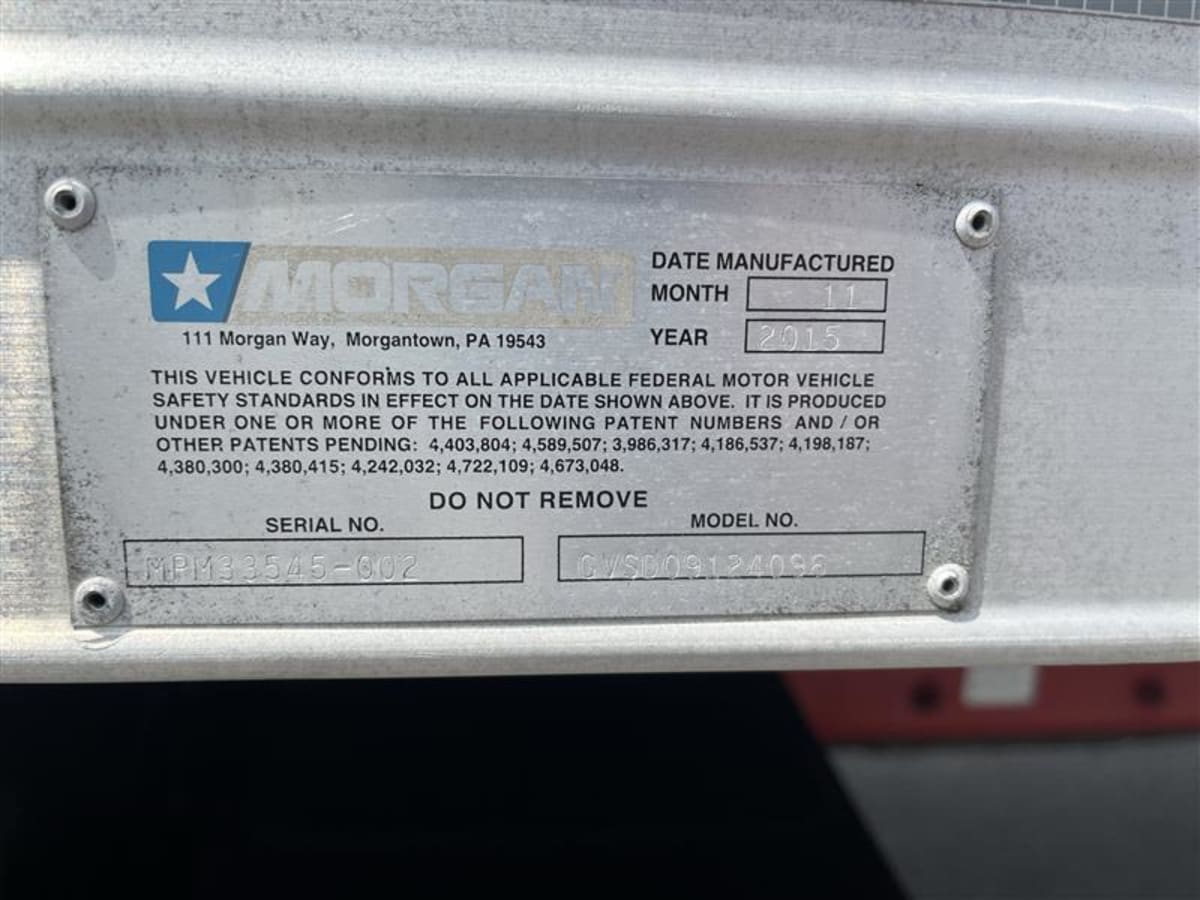 MORGAN
111 Morgan Way, Morgantown, PA 19543
DATE MANUFACTURED
MONTH 11
YEAR 2015
THIS VEHICLE CONFORMS TO ALL APPLICABLE FEDERAL MOTOR VEHICLE
SAFETY STANDARDS IN EFFECT ON THE DATE SHOWN ABOVE. IT IS PRODUCED
UNDER ONE OR MORE OF THE FOLLOWING PATENT NUMBERS AND / OR
OTHER PATENTS PENDING: 4,403,804; 4,589,507; 3,986,317; 4,186,537; 4,198,187;
4,380,300; 4,380,415; 4,242,032; 4,722,109; 4,673,048.
DO NOT REMOVE
SERIAL NO.
MPM33545-002
MODEL NO.